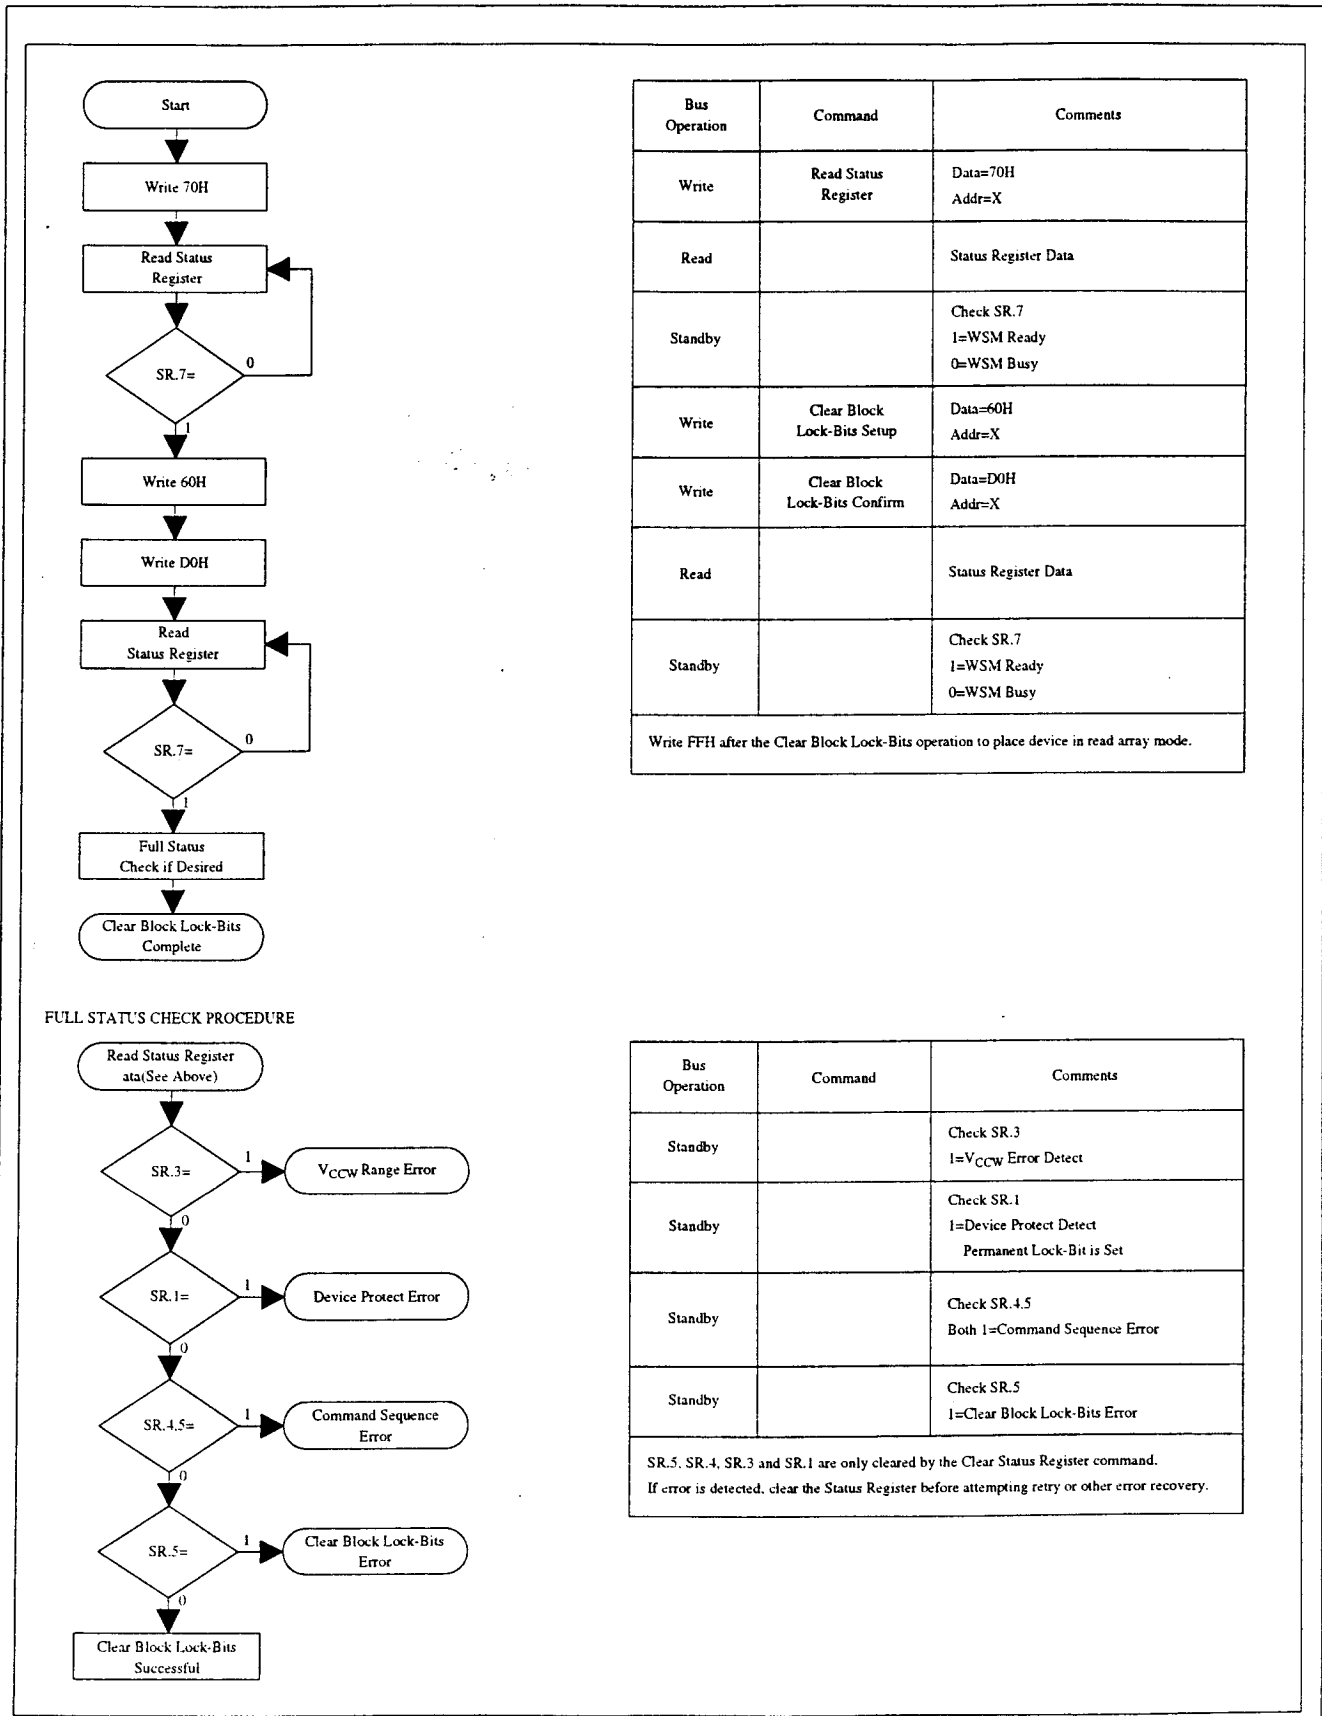 Start
Write 70H
Read Status
Register
SR.7=
0
1
Write 60H
Write D0H
Read
Status Register
SR.7=
0
1
Full Status
Check if Desired
Clear Block Lock-Bits
Complete
Bus
Operation
Command
Comments
Write
Read Status
Register
Data=70H
Addr=X
Read
Status Register Data
Standby
Check SR.7
1=WSM Ready
0=WSM Busy
Write
Clear Block
Lock-Bits Setup
Data=60H
Addr=X
Write
Clear Block
Lock-Bits Confirm
Data=D0H
Addr=X
Read
Status Register Data
Standby
Check SR.7
1=WSM Ready
0=WSM Busy
Write FFH after the Clear Block Lock-Bits operation to place device in read array mode.
FULL STATUS CHECK PROCEDURE
Read Status Register
ata(See Above)
SR.3=
1
VCCW Range Error
0
SR.1=
1
Device Protect Error
0
SR.4,5=
1
Command Sequence
Error
0
SR.5=
1
Clear Block Lock-Bits
Error
0
Clear Block Lock-Bits
Successful
Bus
Operation
Command
Comments
Standby
Check SR.3
1=VCCW Error Detect
Standby
Check SR.1
1=Device Protect Detect
Permanent Lock-Bit is Set
Standby
Check SR.4,5
Both 1=Command Sequence Error
Standby
Check SR.5
1=Clear Block Lock-Bits Error
SR.5, SR.4, SR.3 and SR.1 are only cleared by the Clear Status Register command.
If error is detected, clear the Status Register before attempting retry or other error recovery.